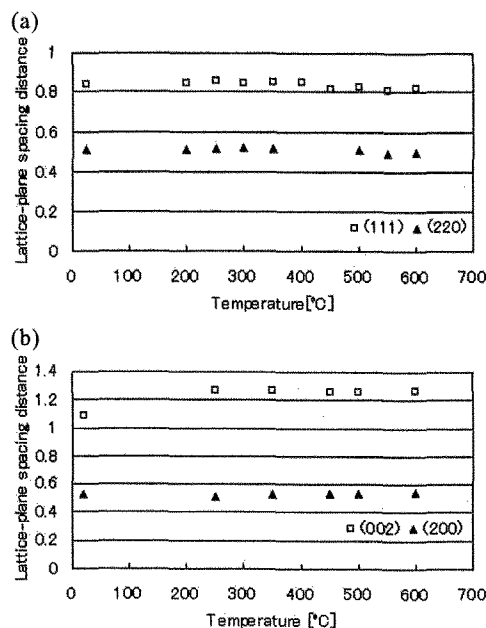 (a)
Lattice-plane spacing distance
1
0.8
0.6
0.4
0.2
0
□ (111) ▲ (220)
0 100 200 300 400 500 600 700
Temperature[°C]
(b)
Lattice-plane spacing distance
1.4
1.2
1
0.8
0.6
0.4
0.2
0
□ (002) ▲ (200)
0 100 200 300 400 500 600 700
Temperature [°C]